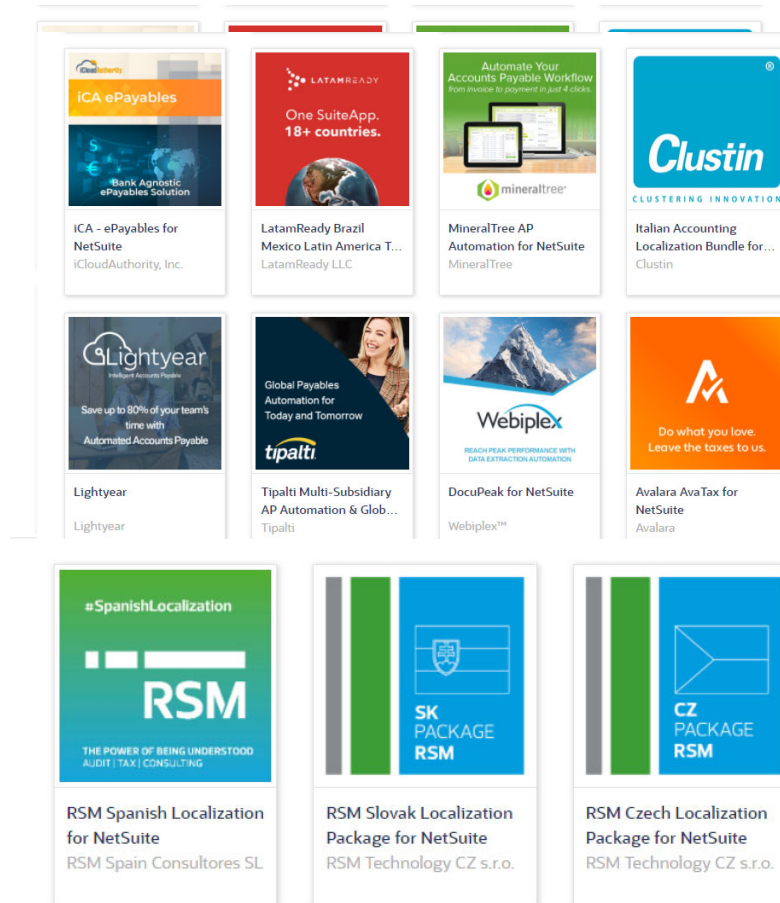 iCloudAuthority
iCA ePayables
Bank Agnostic
ePayables Solution
iCA - ePayables for
NetSuite
iCloudAuthority, Inc.
LATAMREADY
One SuiteApp.
18+ countries.
LatamReady Brazil
Mexico Latin America T...
LatamReady LLC
Automate Your
Accounts Payable Workflow
from invoice to payment in just 4 clicks.
mineraltree
MineralTree AP
Automation for NetSuite
MineralTree
®
Clustin
CLUSTERING INNOVATION
Italian Accounting
Localization Bundle for...
Clustin
Lightyear
Intelligent Accounts Payable
Save up to 80% of your team's
time with
Automated Accounts Payable
Lightyear
Lightyear
Global Payables
Automation for
Today and Tomorrow
tipalti
Tipalti Multi-Subsidiary
AP Automation & Glob...
Tipalti
Webiplex
REACH PEAK PERFORMANCE WITH
DATA EXTRACTION AUTOMATION
DocuPeak for NetSuite
Webiplex™
Do what you love.
Leave the taxes to us.
Avalara AvaTax for
NetSuite
Avalara
#SpanishLocalization
RSM
THE POWER OF BEING UNDERSTOOD
AUDIT | TAX | CONSULTING
RSM Spanish Localization
for NetSuite
RSM Spain Consultores SL
SK
PACKAGE
RSM
RSM Slovak Localization
Package for NetSuite
RSM Technology CZ s.r.o.
CZ
PACKAGE
RSM
RSM Czech Localization
Package for NetSuite
RSM Technology CZ s.r.o.